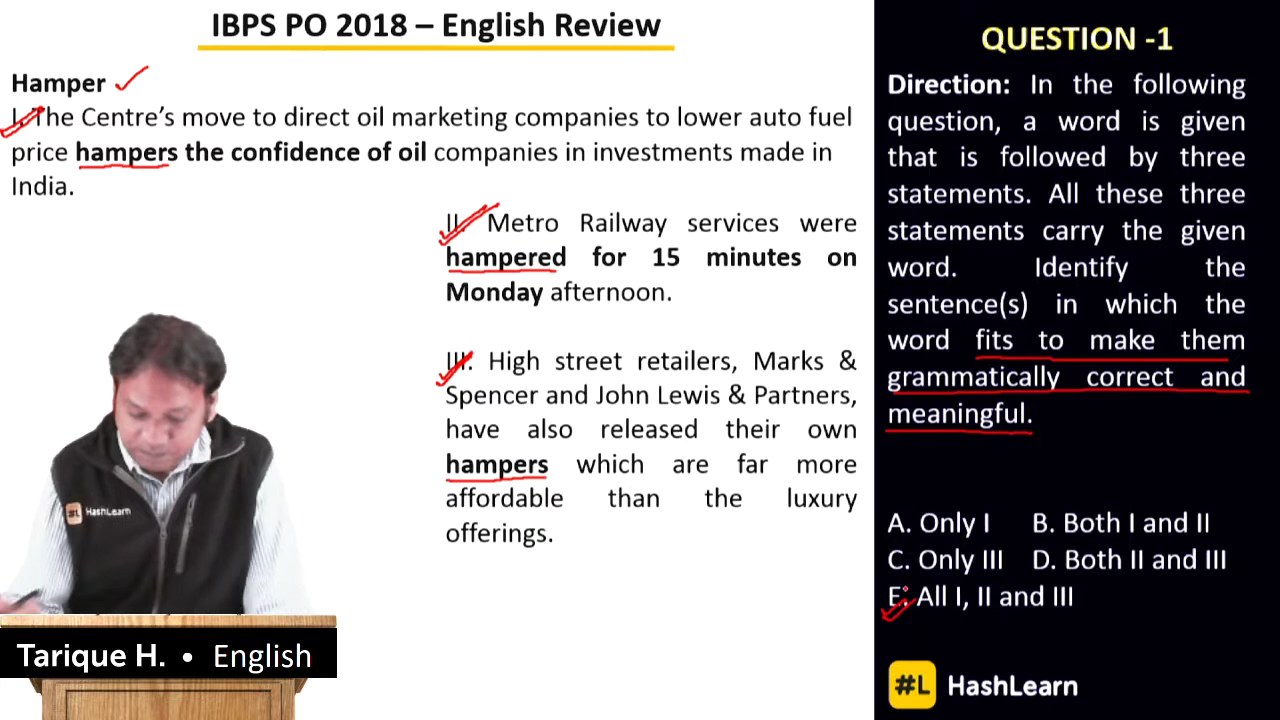 IBPS PO 2018 – English Review
Hamper
I. The Centre's move to direct oil marketing companies to lower auto fuel
price hampers the confidence of oil companies in investments made in
India.
II. Metro Railway services were
hampered for 15 minutes on
Monday afternoon.
III. High street retailers, Marks &
Spencer and John Lewis & Partners,
have also released their own
hampers which are far more
affordable than the luxury
offerings.
#L HashLearn
Tarique H. • English
QUESTION -1
Direction: In the following
question, a word is given
that is followed by three
statements. All these three
statements carry the given
word. Identify the
sentence(s) in which the
word fits to make them
grammatically correct and
meaningful.
A. Only I B. Both I and II
C. Only III D. Both II and III
E. All I, II and III
#L HashLearn